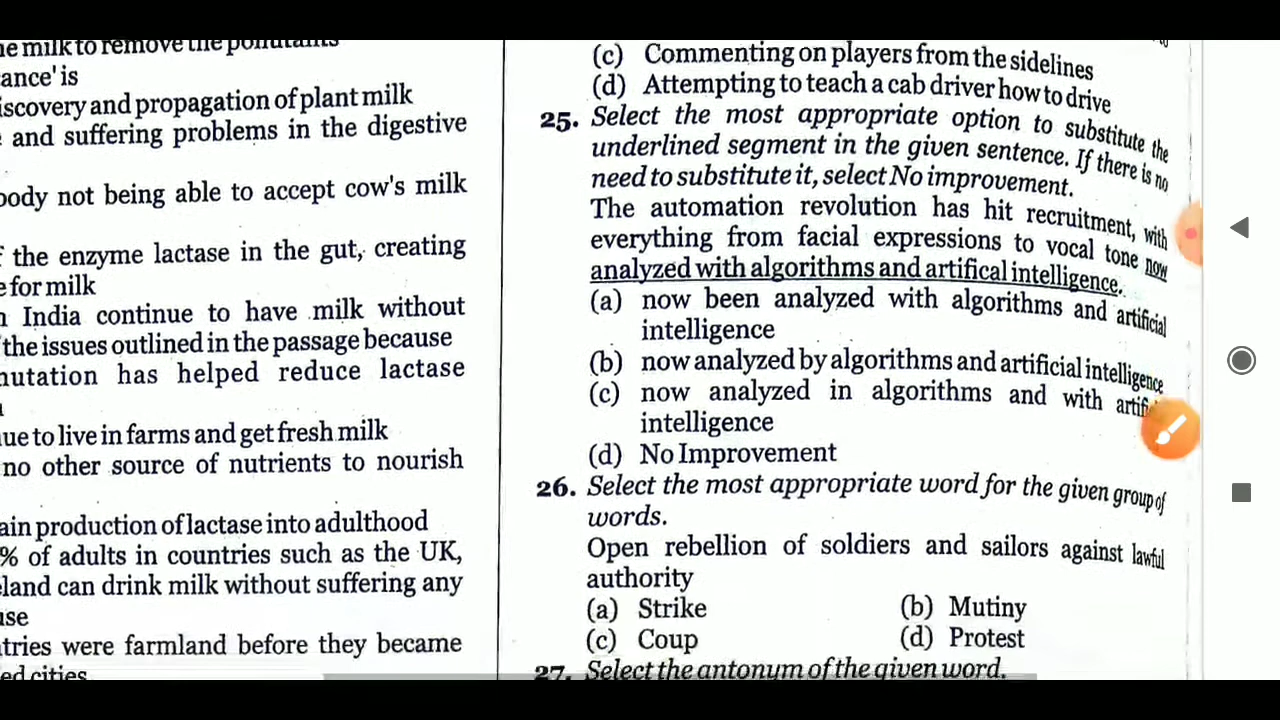 to remove the pollutants
ance' is
iscovery and propagation of plant milk
and suffering problems in the digestive
body not being able to accept cow's milk
the enzyme lactase in the gut, creating
e for milk
India continue to have milk without
the issues outlined in the passage because
mutation has helped reduce lactase
ue to live in farms and get fresh milk
no other source of nutrients to nourish
ain production of lactase into adulthood
% of adults in countries such as the UK,
eland can drink milk without suffering any
use
tries were farmland before they became
ed cities.
(c) Commenting on players from the sidelines
(d) Attempting to teach a cab driver how to drive
25. Select the most appropriate option to substitute the
underlined segment in the given sentence. If there is no
need to substitute it, select No improvement.
The automation revolution has hit recruitment, with
everything from facial expressions to vocal tone now
analyzed with algorithms and artifical intelligence.
(a) now been analyzed with algorithms and artificial
intelligence
(b) now analyzed by algorithms and artificial intelligence
(c) now analyzed in algorithms and with
intelligence
(d) No Improvement
26. Select the most appropriate word for the given group of
words.
Open rebellion of soldiers and sailors against lawful
authority
(a) Strike (b) Mutiny
(c) Coup (d) Protest
27. Select the antonym of the given word.